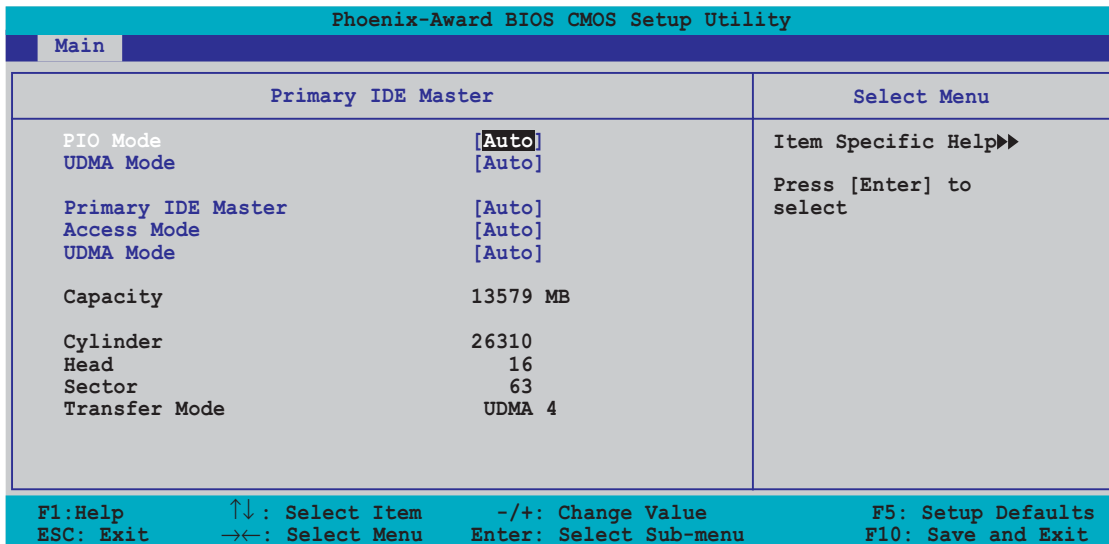 Phoenix-Award BIOS CMOS Setup Utility
Main
Primary IDE Master
Select Menu
PIO Mode [Auto]
UDMA Mode [Auto]
Primary IDE Master [Auto]
Access Mode [Auto]
UDMA Mode [Auto]
Capacity 13579 MB
Cylinder 26310
Head 16
Sector 63
Transfer Mode UDMA 4
Item Specific Help▶▶
Press [Enter] to
select
F1:Help ↑↓: Select Item -/+: Change Value F5: Setup Defaults
ESC: Exit →←: Select Menu Enter: Select Sub-menu F10: Save and Exit